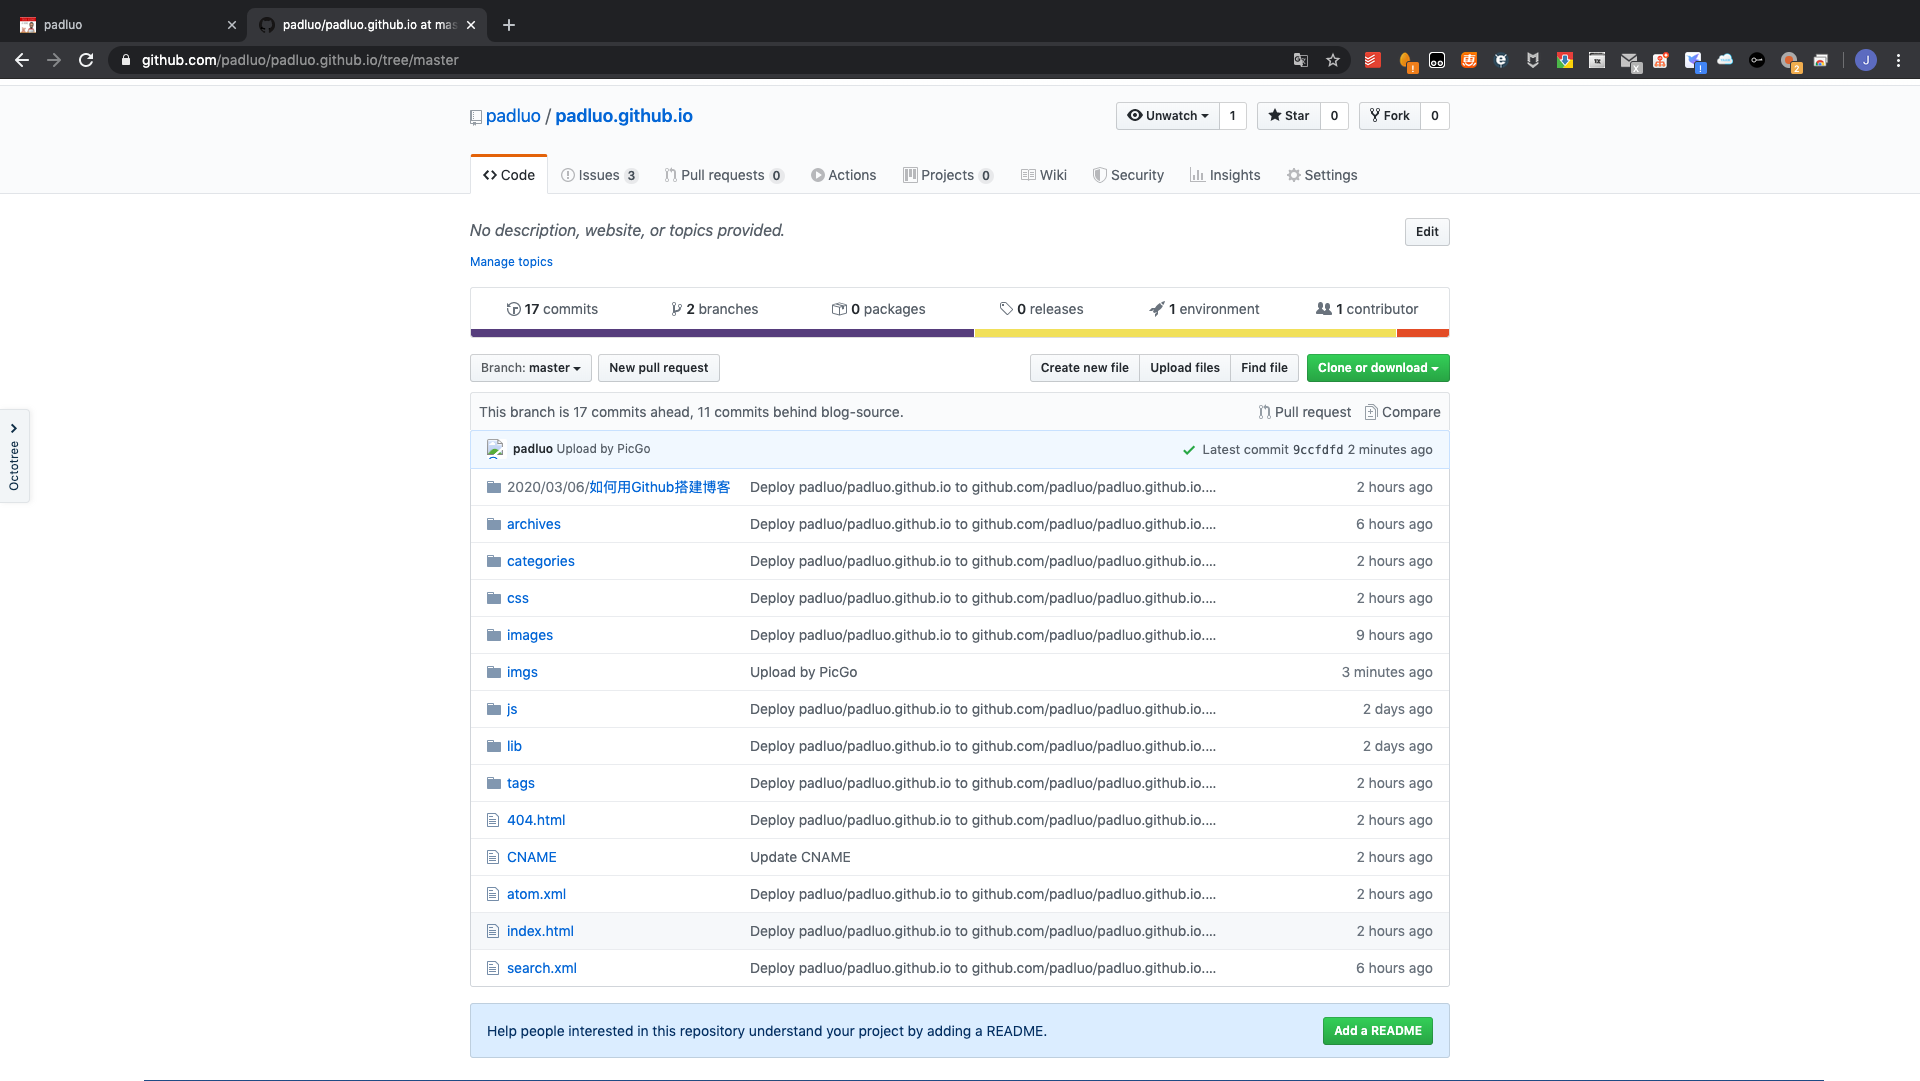 padluo
padluo/padluo.github.io at mas
github.com/padluo/padluo.github.io/tree/master
J
padluo / padluo.github.io
Unwatch 1 Star 0 Fork 0
Code Issues 3 Pull requests 0 Actions Projects 0 Wiki Security Insights Settings
No description, website, or topics provided. Edit
Manage topics
17 commits 2 branches 0 packages 0 releases 1 environment 1 contributor
Branch: master New pull request Create new file Upload files Find file Clone or download
This branch is 17 commits ahead, 11 commits behind blog-source. Pull request Compare
Octotree
padluo Upload by PicGo Latest commit 9ccfdfd 2 minutes ago
2020/03/06/如何用Github搭建博客 Deploy padluo/padluo.github.io to github.com/padluo/padluo.github.io.... 2 hours ago
archives Deploy padluo/padluo.github.io to github.com/padluo/padluo.github.io.... 6 hours ago
categories Deploy padluo/padluo.github.io to github.com/padluo/padluo.github.io.... 2 hours ago
css Deploy padluo/padluo.github.io to github.com/padluo/padluo.github.io.... 2 hours ago
images Deploy padluo/padluo.github.io to github.com/padluo/padluo.github.io.... 9 hours ago
imgs Upload by PicGo 3 minutes ago
js Deploy padluo/padluo.github.io to github.com/padluo/padluo.github.io.... 2 days ago
lib Deploy padluo/padluo.github.io to github.com/padluo/padluo.github.io.... 2 days ago
tags Deploy padluo/padluo.github.io to github.com/padluo/padluo.github.io.... 2 hours ago
404.html Deploy padluo/padluo.github.io to github.com/padluo/padluo.github.io.... 2 hours ago
CNAME Update CNAME 2 hours ago
atom.xml Deploy padluo/padluo.github.io to github.com/padluo/padluo.github.io.... 2 hours ago
index.html Deploy padluo/padluo.github.io to github.com/padluo/padluo.github.io.... 2 hours ago
search.xml Deploy padluo/padluo.github.io to github.com/padluo/padluo.github.io.... 6 hours ago
Help people interested in this repository understand your project by adding a README. Add a README